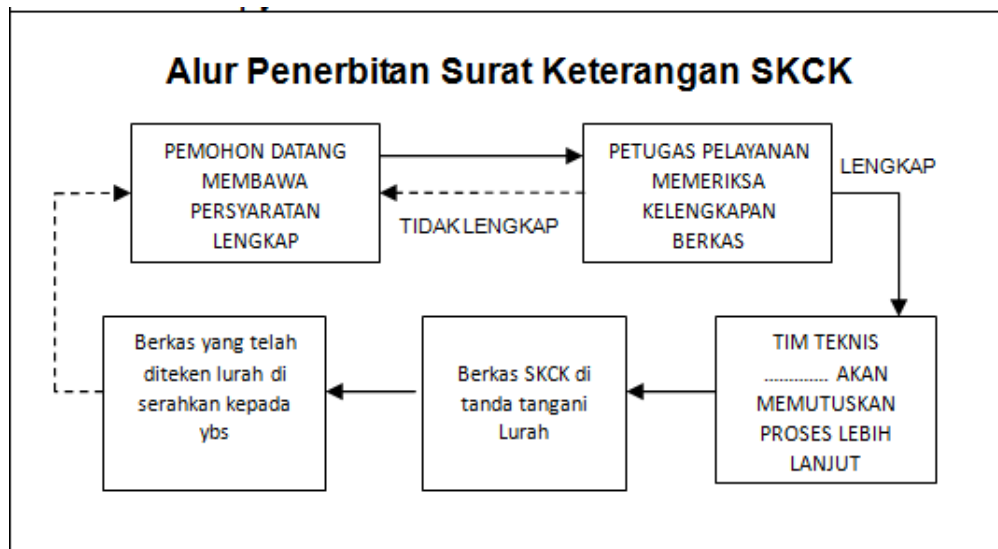 Alur Penerbitan Surat Keterangan SKCK
PEMOHON DATANG
MEMBAWA
PERSYARATAN
LENGKAP
PETUGAS PELAYANAN
MEMERIKSA
KELENGKAPAN
BERKAS
LENGKAP
TIDAK LENGKAP
Berkas yang telah
diteken lurah di
serahkan kepada
ybs
Berkas SKCK di
tanda tangani
Lurah
TIM TEKNIS
............. AKAN
MEMUTUSKAN
PROSES LEBIH
LANJUT